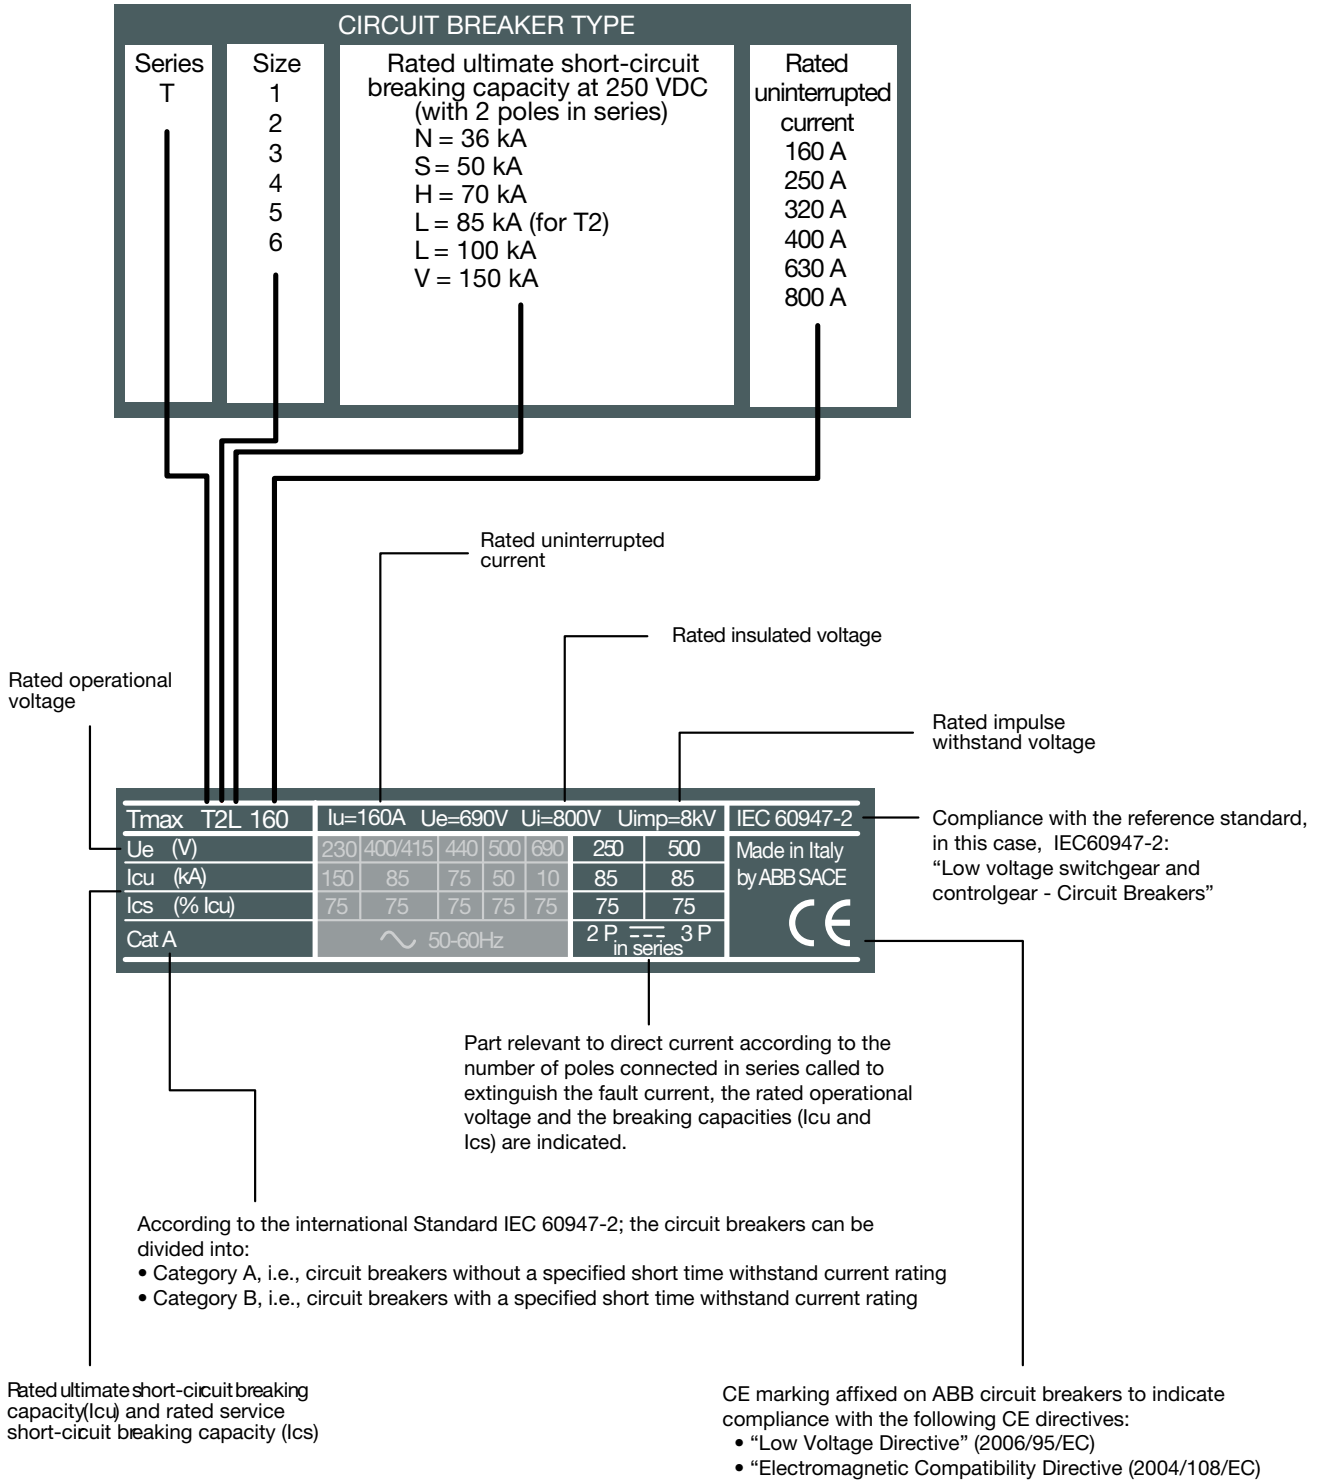 CIRCUIT BREAKER TYPE
Series
T
Size
1
2
3
4
5
6
Rated ultimate short-circuit
breaking capacity at 250 VDC
(with 2 poles in series)
N = 36 kA
S = 50 kA
H = 70 kA
L = 85 kA (for T2)
L = 100 kA
V = 150 kA
Rated
uninterrupted
current
160 A
250 A
320 A
400 A
630 A
800 A
Rated uninterrupted
current
Rated insulated voltage
Rated operational
voltage
Rated impulse
withstand voltage
Tmax T2L 160 Iu=160A Ue=690V Ui=800V Uimp=8kV IEC 60947-2
Ue (V) 230 400/415 440 500 690 250 500 Made in Italy
Icu (kA) 150 85 75 50 10 85 85 by ABB SACE
Ics (% Icu) 75 75 75 75 75 75 75 CE
Cat A 50-60Hz 2 P 3 P
in series
Compliance with the reference standard,
in this case, IEC60947-2:
“Low voltage switchgear and
controlgear - Circuit Breakers”
Part relevant to direct current according to the
number of poles connected in series called to
extinguish the fault current, the rated operational
voltage and the breaking capacities (Icu and
Ics) are indicated.
According to the international Standard IEC 60947-2; the circuit breakers can be
divided into:
• Category A, i.e., circuit breakers without a specified short time withstand current rating
• Category B, i.e., circuit breakers with a specified short time withstand current rating
Rated ultimate short-circuit breaking
capacity(Icu) and rated service
short-circuit breaking capacity (Ics)
CE marking affixed on ABB circuit breakers to indicate
compliance with the following CE directives:
• “Low Voltage Directive” (2006/95/EC)
• “Electromagnetic Compatibility Directive (2004/108/EC)